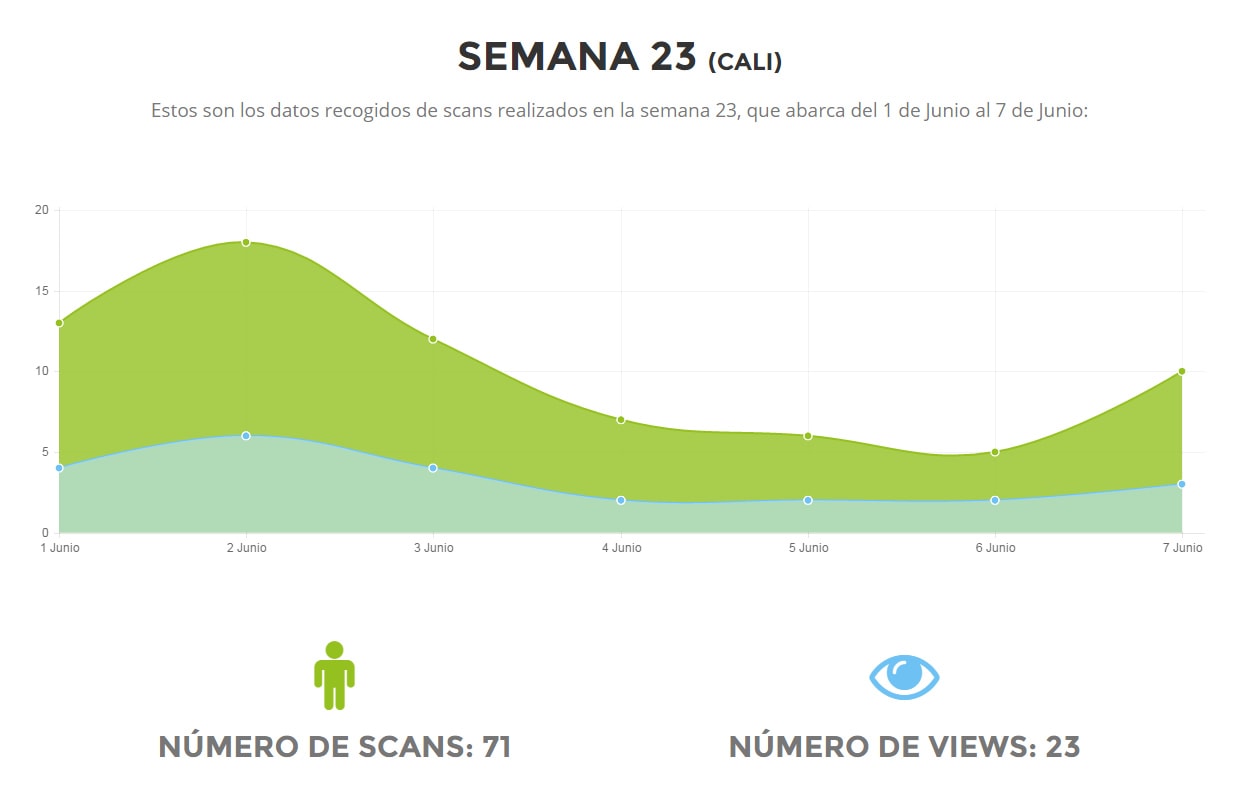 SEMANA 23 (CALI)
Estos son los datos recogidos de scans realizados en la semana 23, que abarca del 1 de Junio al 7 de Junio:
20
15
10
5
0
1 Junio 2 Junio 3 Junio 4 Junio 5 Junio 6 Junio 7 Junio
NÚMERO DE SCANS: 71 NÚMERO DE VIEWS: 23